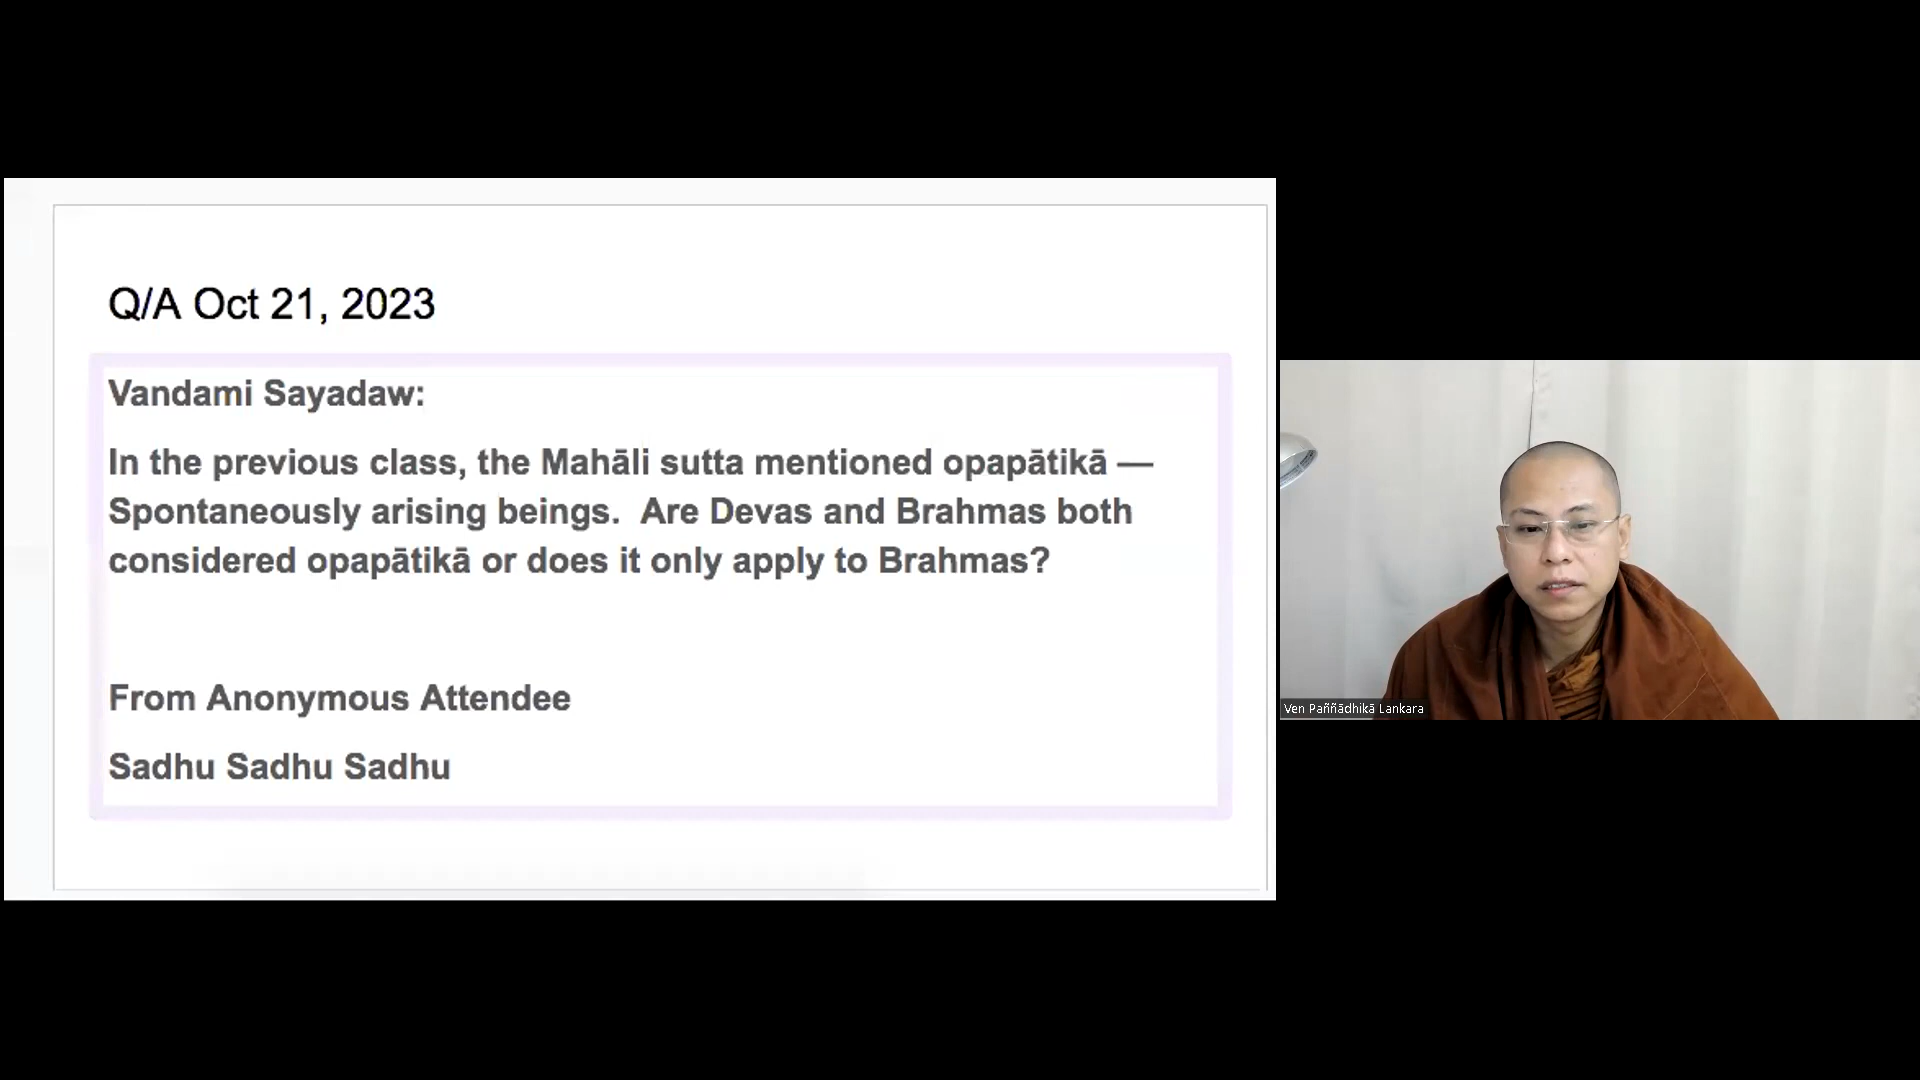 Q/A Oct 21, 2023
Vandami Sayadaw:
In the previous class, the Mahāli sutta mentioned opapātikā —
Spontaneously arising beings.  Are Devas and Brahmas both
considered opapātikā or does it only apply to Brahmas?
From Anonymous Attendee
Sadhu Sadhu Sadhu
Ven Paññādhikā Lankara